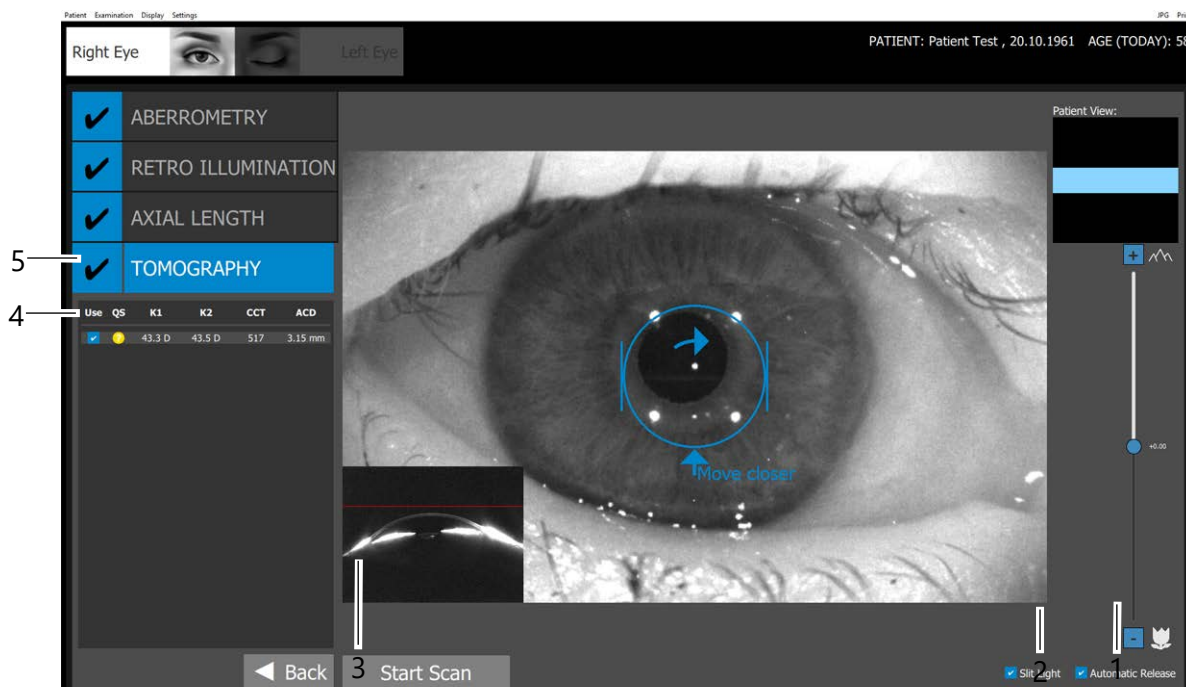 Patient Examination Display Settings JPG Pri
Right Eye Left Eye PATIENT: Patient Test , 20.10.1961 AGE (TODAY): 58
✔ ABERROMETRY
✔ RETRO ILLUMINATION
✔ AXIAL LENGTH
5 ✔ TOMOGRAPHY
4 Use QS K1 K2 CCT ACD
? 43.3 D 43.5 D 517 3.15 mm
Patient View:
+
+0.00
-
Move closer
Back
3 Start Scan
2 Slit Light
1 Automatic Release